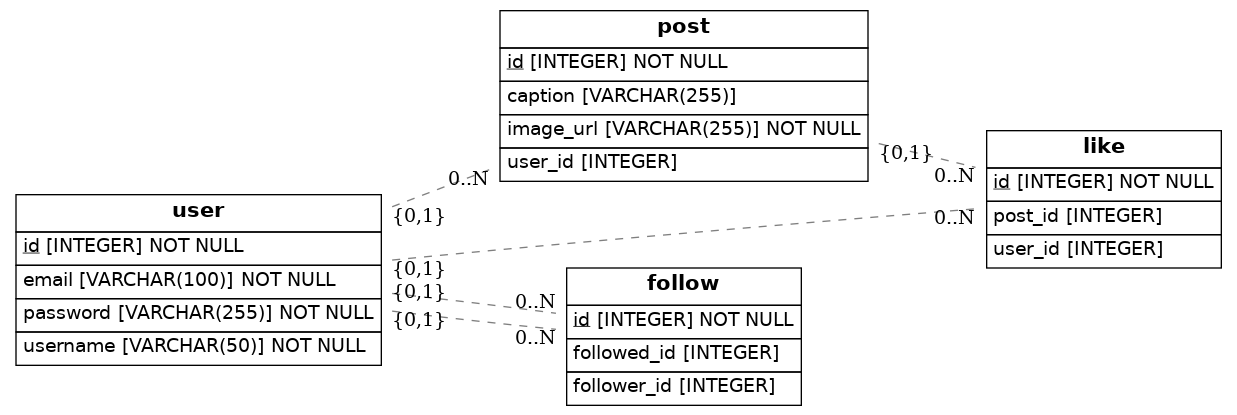 post
id [INTEGER] NOT NULL
caption [VARCHAR(255)]
image_url [VARCHAR(255)] NOT NULL
user_id [INTEGER]
like
id [INTEGER] NOT NULL
post_id [INTEGER]
user_id [INTEGER]
user
id [INTEGER] NOT NULL
email [VARCHAR(100)] NOT NULL
password [VARCHAR(255)] NOT NULL
username [VARCHAR(50)] NOT NULL
follow
id [INTEGER] NOT NULL
followed_id [INTEGER]
follower_id [INTEGER]
0..N
{0,1}
{0,1}
0..N
0..N
{0,1}
{0,1}
0..N
{0,1}
0..N